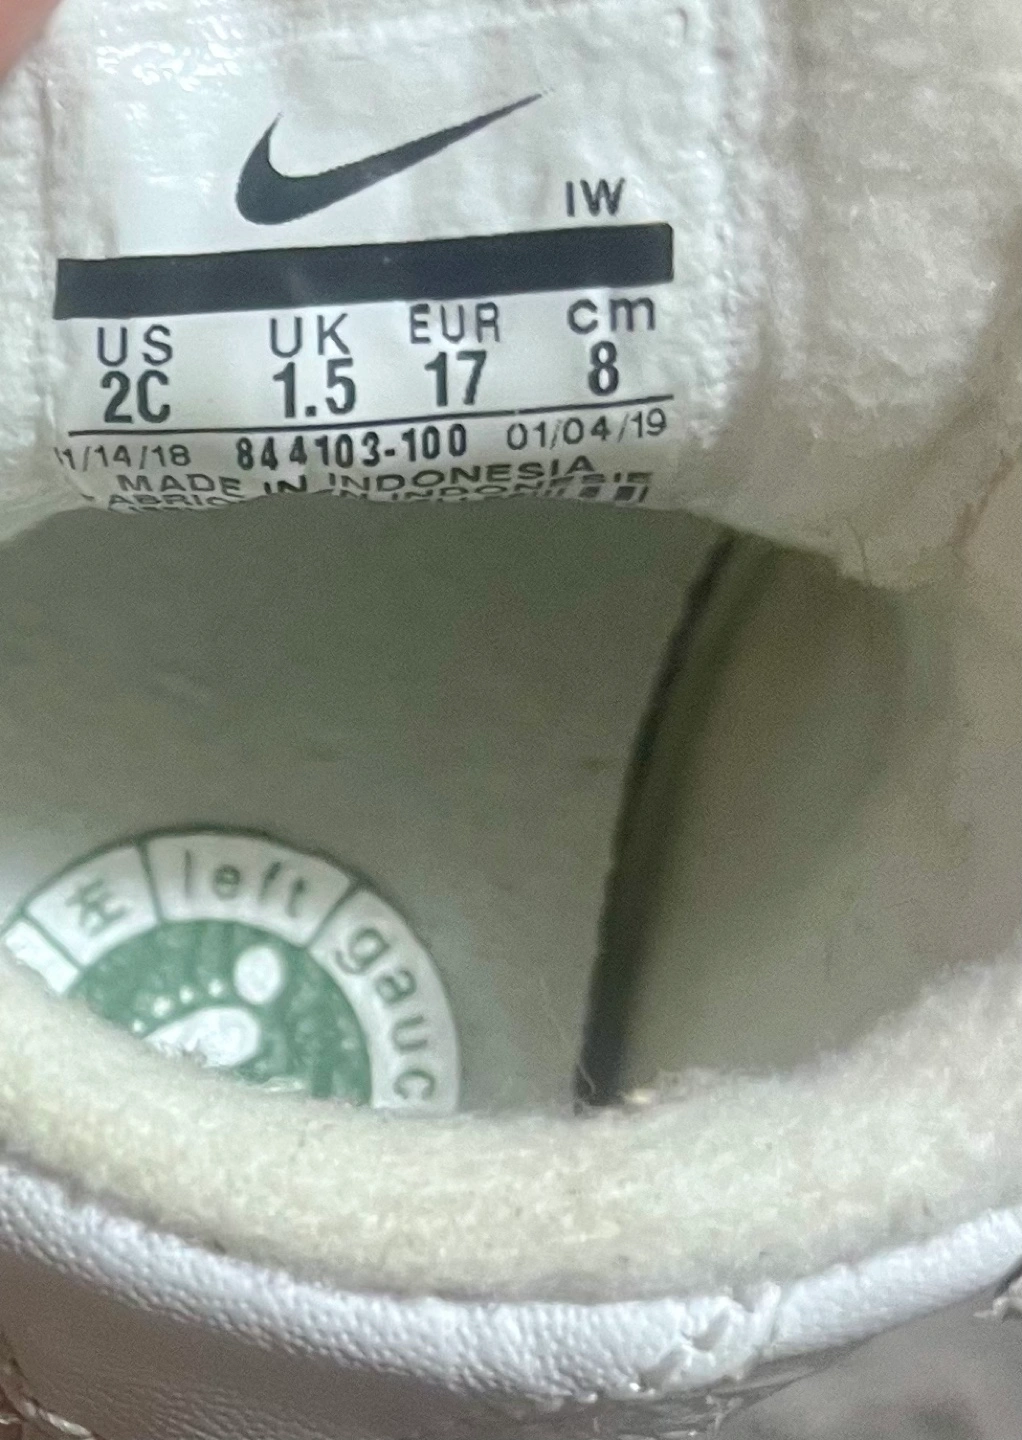 IW
US UK EUR cm
2C 1.5 17 8
1/14/18 844103-100 01/04/19
MADE IN INDONESIA
左 left gauc